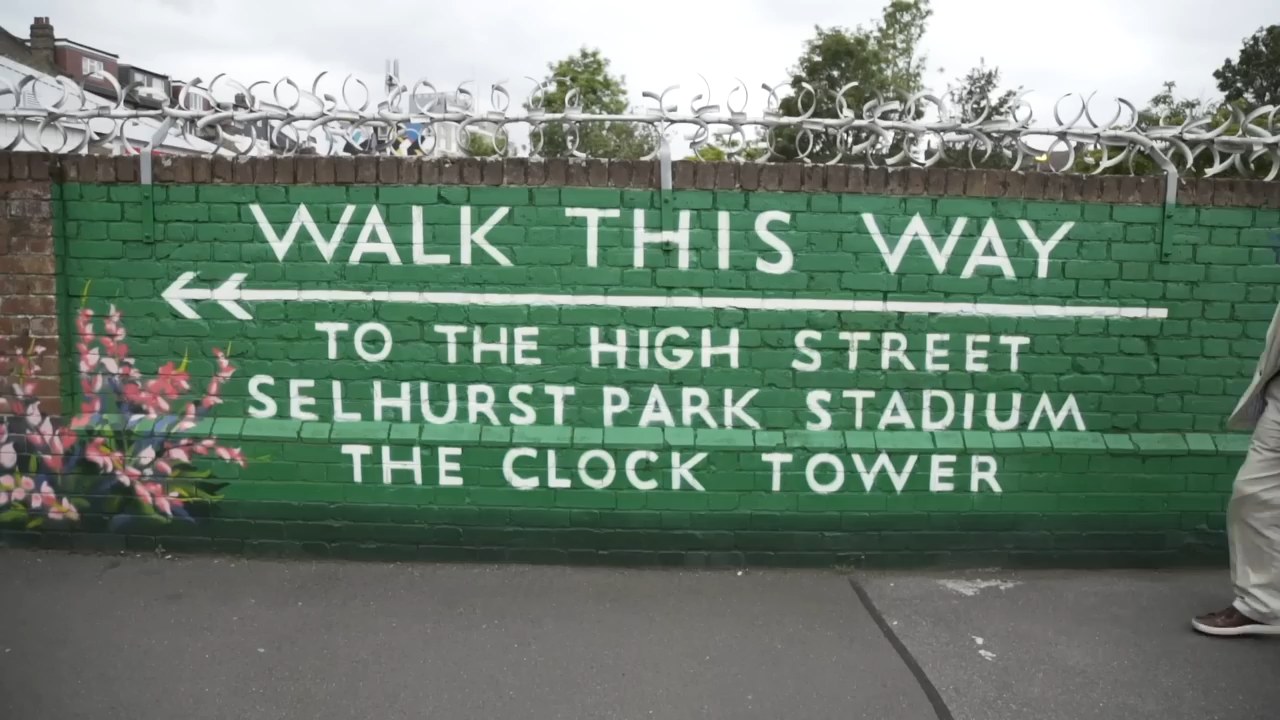 WALK THIS WAY
TO THE HIGH STREET
SELHURST PARK STADIUM
THE CLOCK TOWER